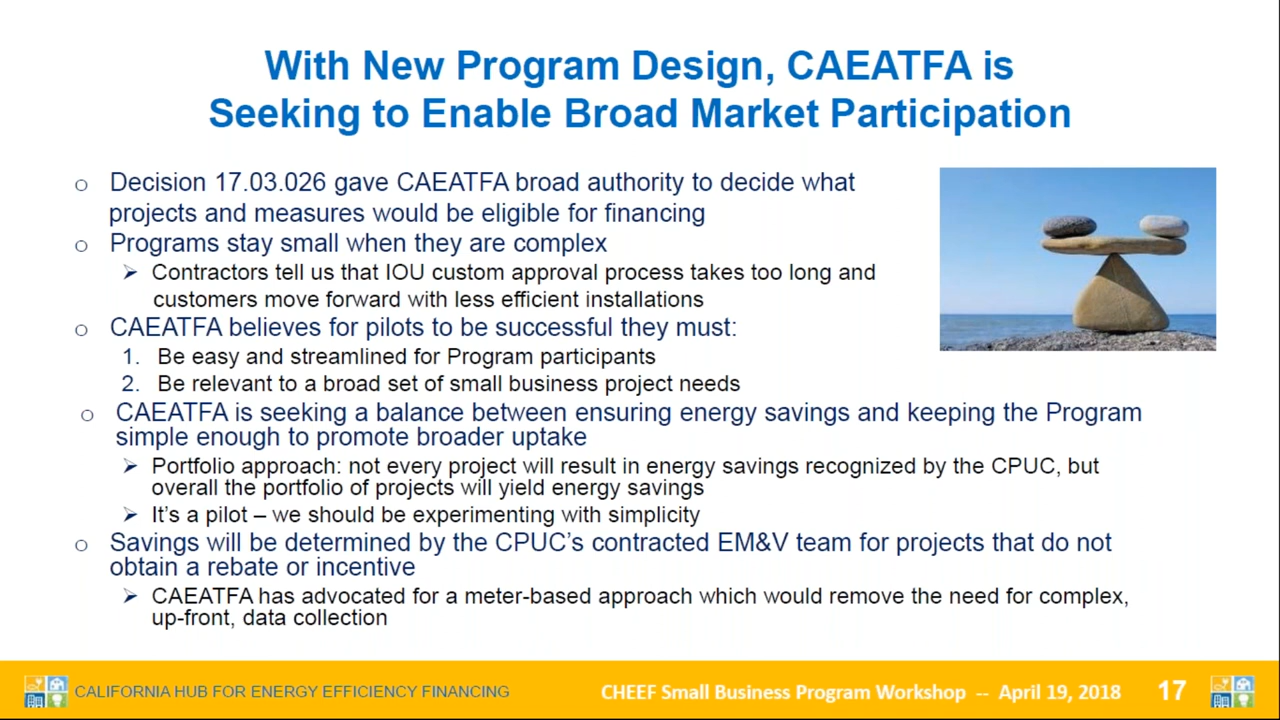 With New Program Design, CAEATFA is
Seeking to Enable Broad Market Participation
o Decision 17.03.026 gave CAEATFA broad authority to decide what
projects and measures would be eligible for financing
o Programs stay small when they are complex
➢ Contractors tell us that IOU custom approval process takes too long and
customers move forward with less efficient installations
o CAEATFA believes for pilots to be successful they must:
1. Be easy and streamlined for Program participants
2. Be relevant to a broad set of small business project needs
o CAEATFA is seeking a balance between ensuring energy savings and keeping the Program
simple enough to promote broader uptake
➢ Portfolio approach: not every project will result in energy savings recognized by the CPUC, but
overall the portfolio of projects will yield energy savings
➢ It’s a pilot – we should be experimenting with simplicity
o Savings will be determined by the CPUC’s contracted EM&V team for projects that do not
obtain a rebate or incentive
➢ CAEATFA has advocated for a meter-based approach which would remove the need for complex,
up-front, data collection
CALIFORNIA HUB FOR ENERGY EFFICIENCY FINANCING
CHEEF Small Business Program Workshop -- April 19, 2018
17